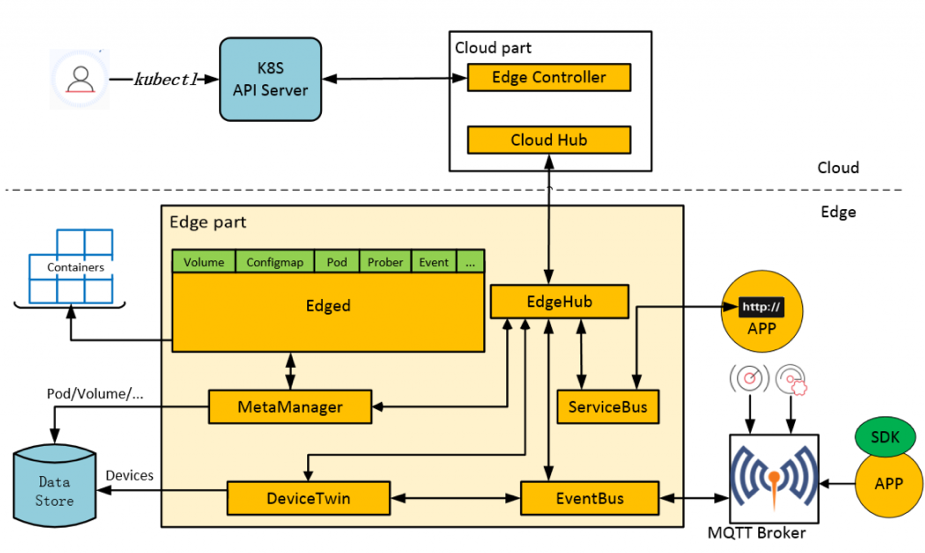 Cloud part
K8S
API Server
kubectl
Edge Controller
Cloud Hub
Cloud
Edge
Edge part
Volume
Configmap
Pod
Prober
Event
...
Containers
Edged
EdgeHub
http://
APP
Pod/Volume/...
MetaManager
ServiceBus
SDK
Data
Store
Devices
DeviceTwin
EventBus
APP
MQTT Broker